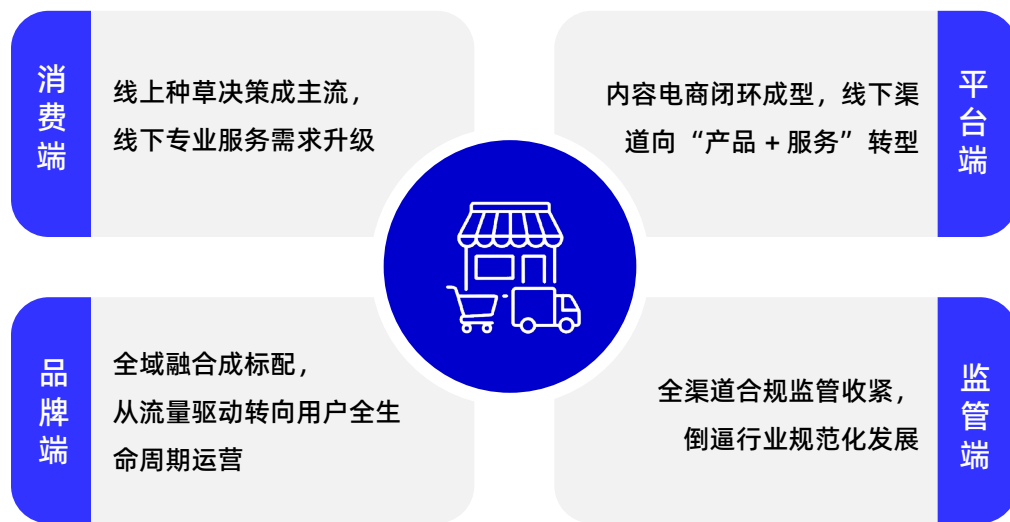 消费端
线上种草决策成主流，
线下专业服务需求升级
平台端
内容电商闭环成型，线下渠
道向“产品 + 服务”转型
品牌端
全域融合成标配，
从流量驱动转向用户全生
命周期运营
监管端
全渠道合规监管收紧，
倒逼行业规范化发展